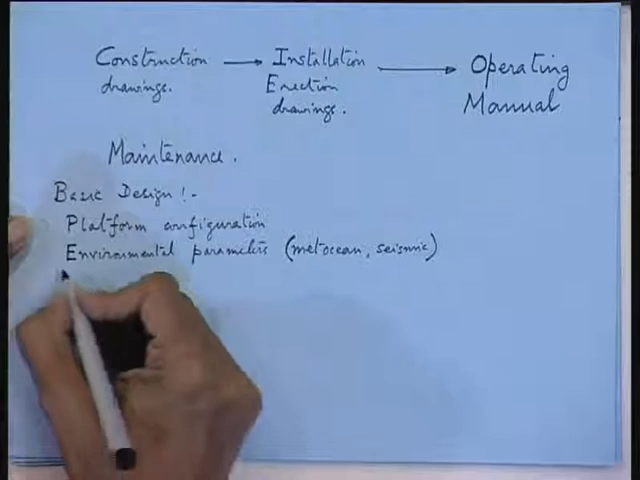 Construction → Installation → Operating
drawings. Erection Manual
drawings.
Maintenance.
Basic Design :-
Platform configuration
Environmental parameters (metocean, seismic)